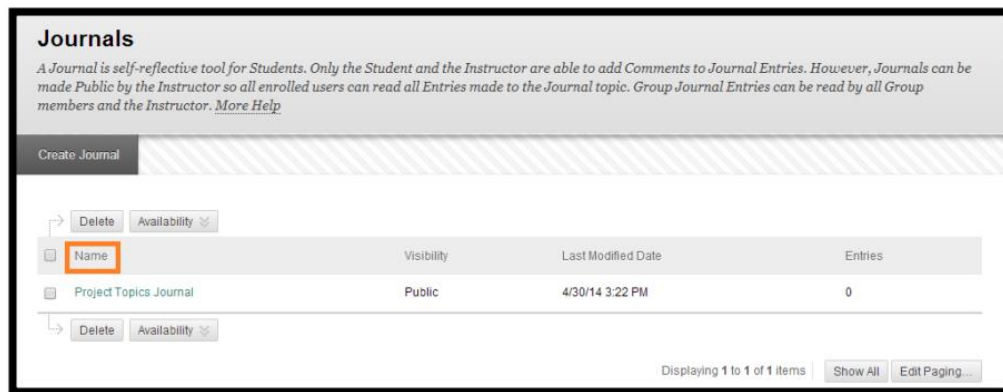 Journals
A Journal is self-reflective tool for Students. Only the Student and the Instructor are able to add Comments to Journal Entries. However, Journals can be
made Public by the Instructor so all enrolled users can read all Entries made to the Journal topic. Group Journal Entries can be read by all Group
members and the Instructor. More Help
Create Journal
Delete Availability
Name Visibility Last Modified Date Entries
Project Topics Journal Public 4/30/14 3:22 PM 0
Delete Availability
Displaying 1 to 1 of 1 items Show All Edit Paging...